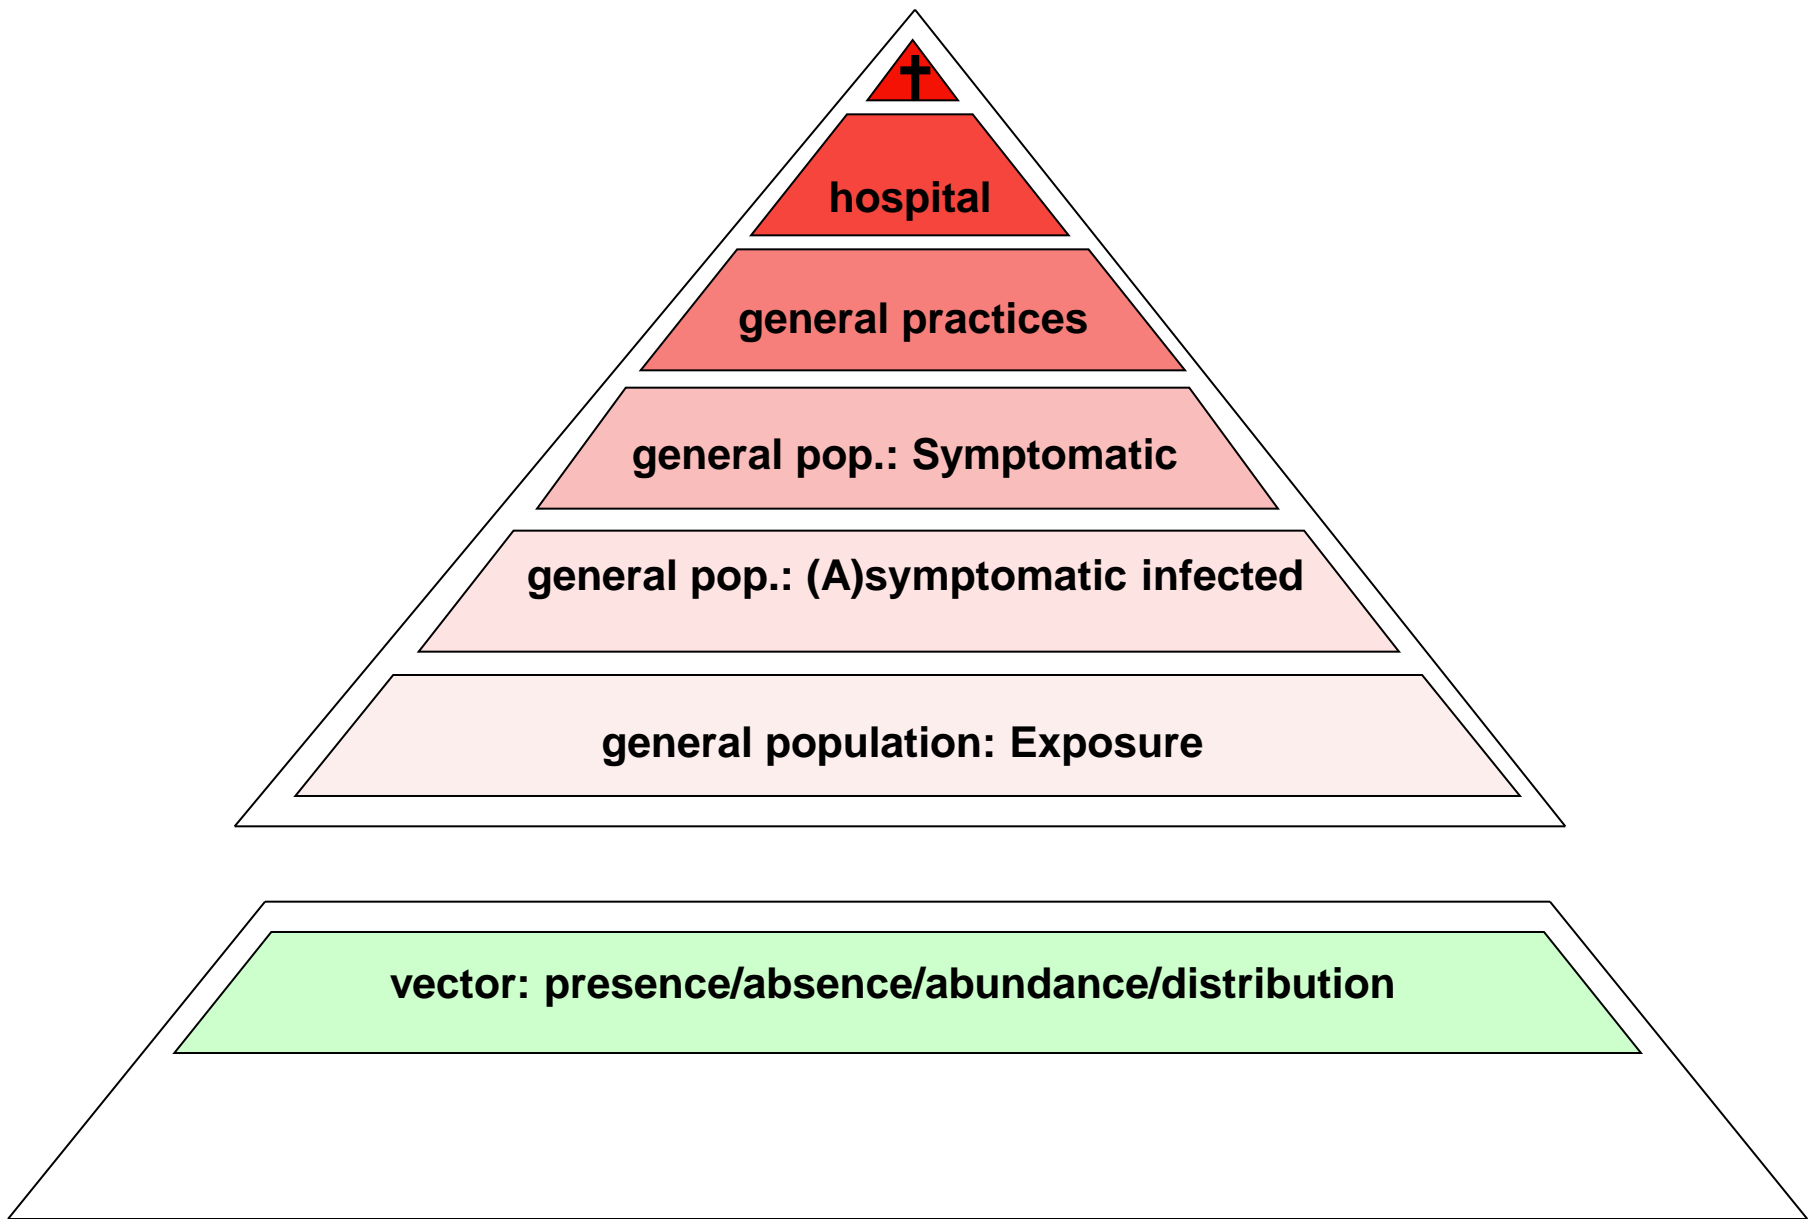 ✝
hospital
general practices
general pop.: Symptomatic
general pop.: (A)symptomatic infected
general population: Exposure
vector: presence/absence/abundance/distribution